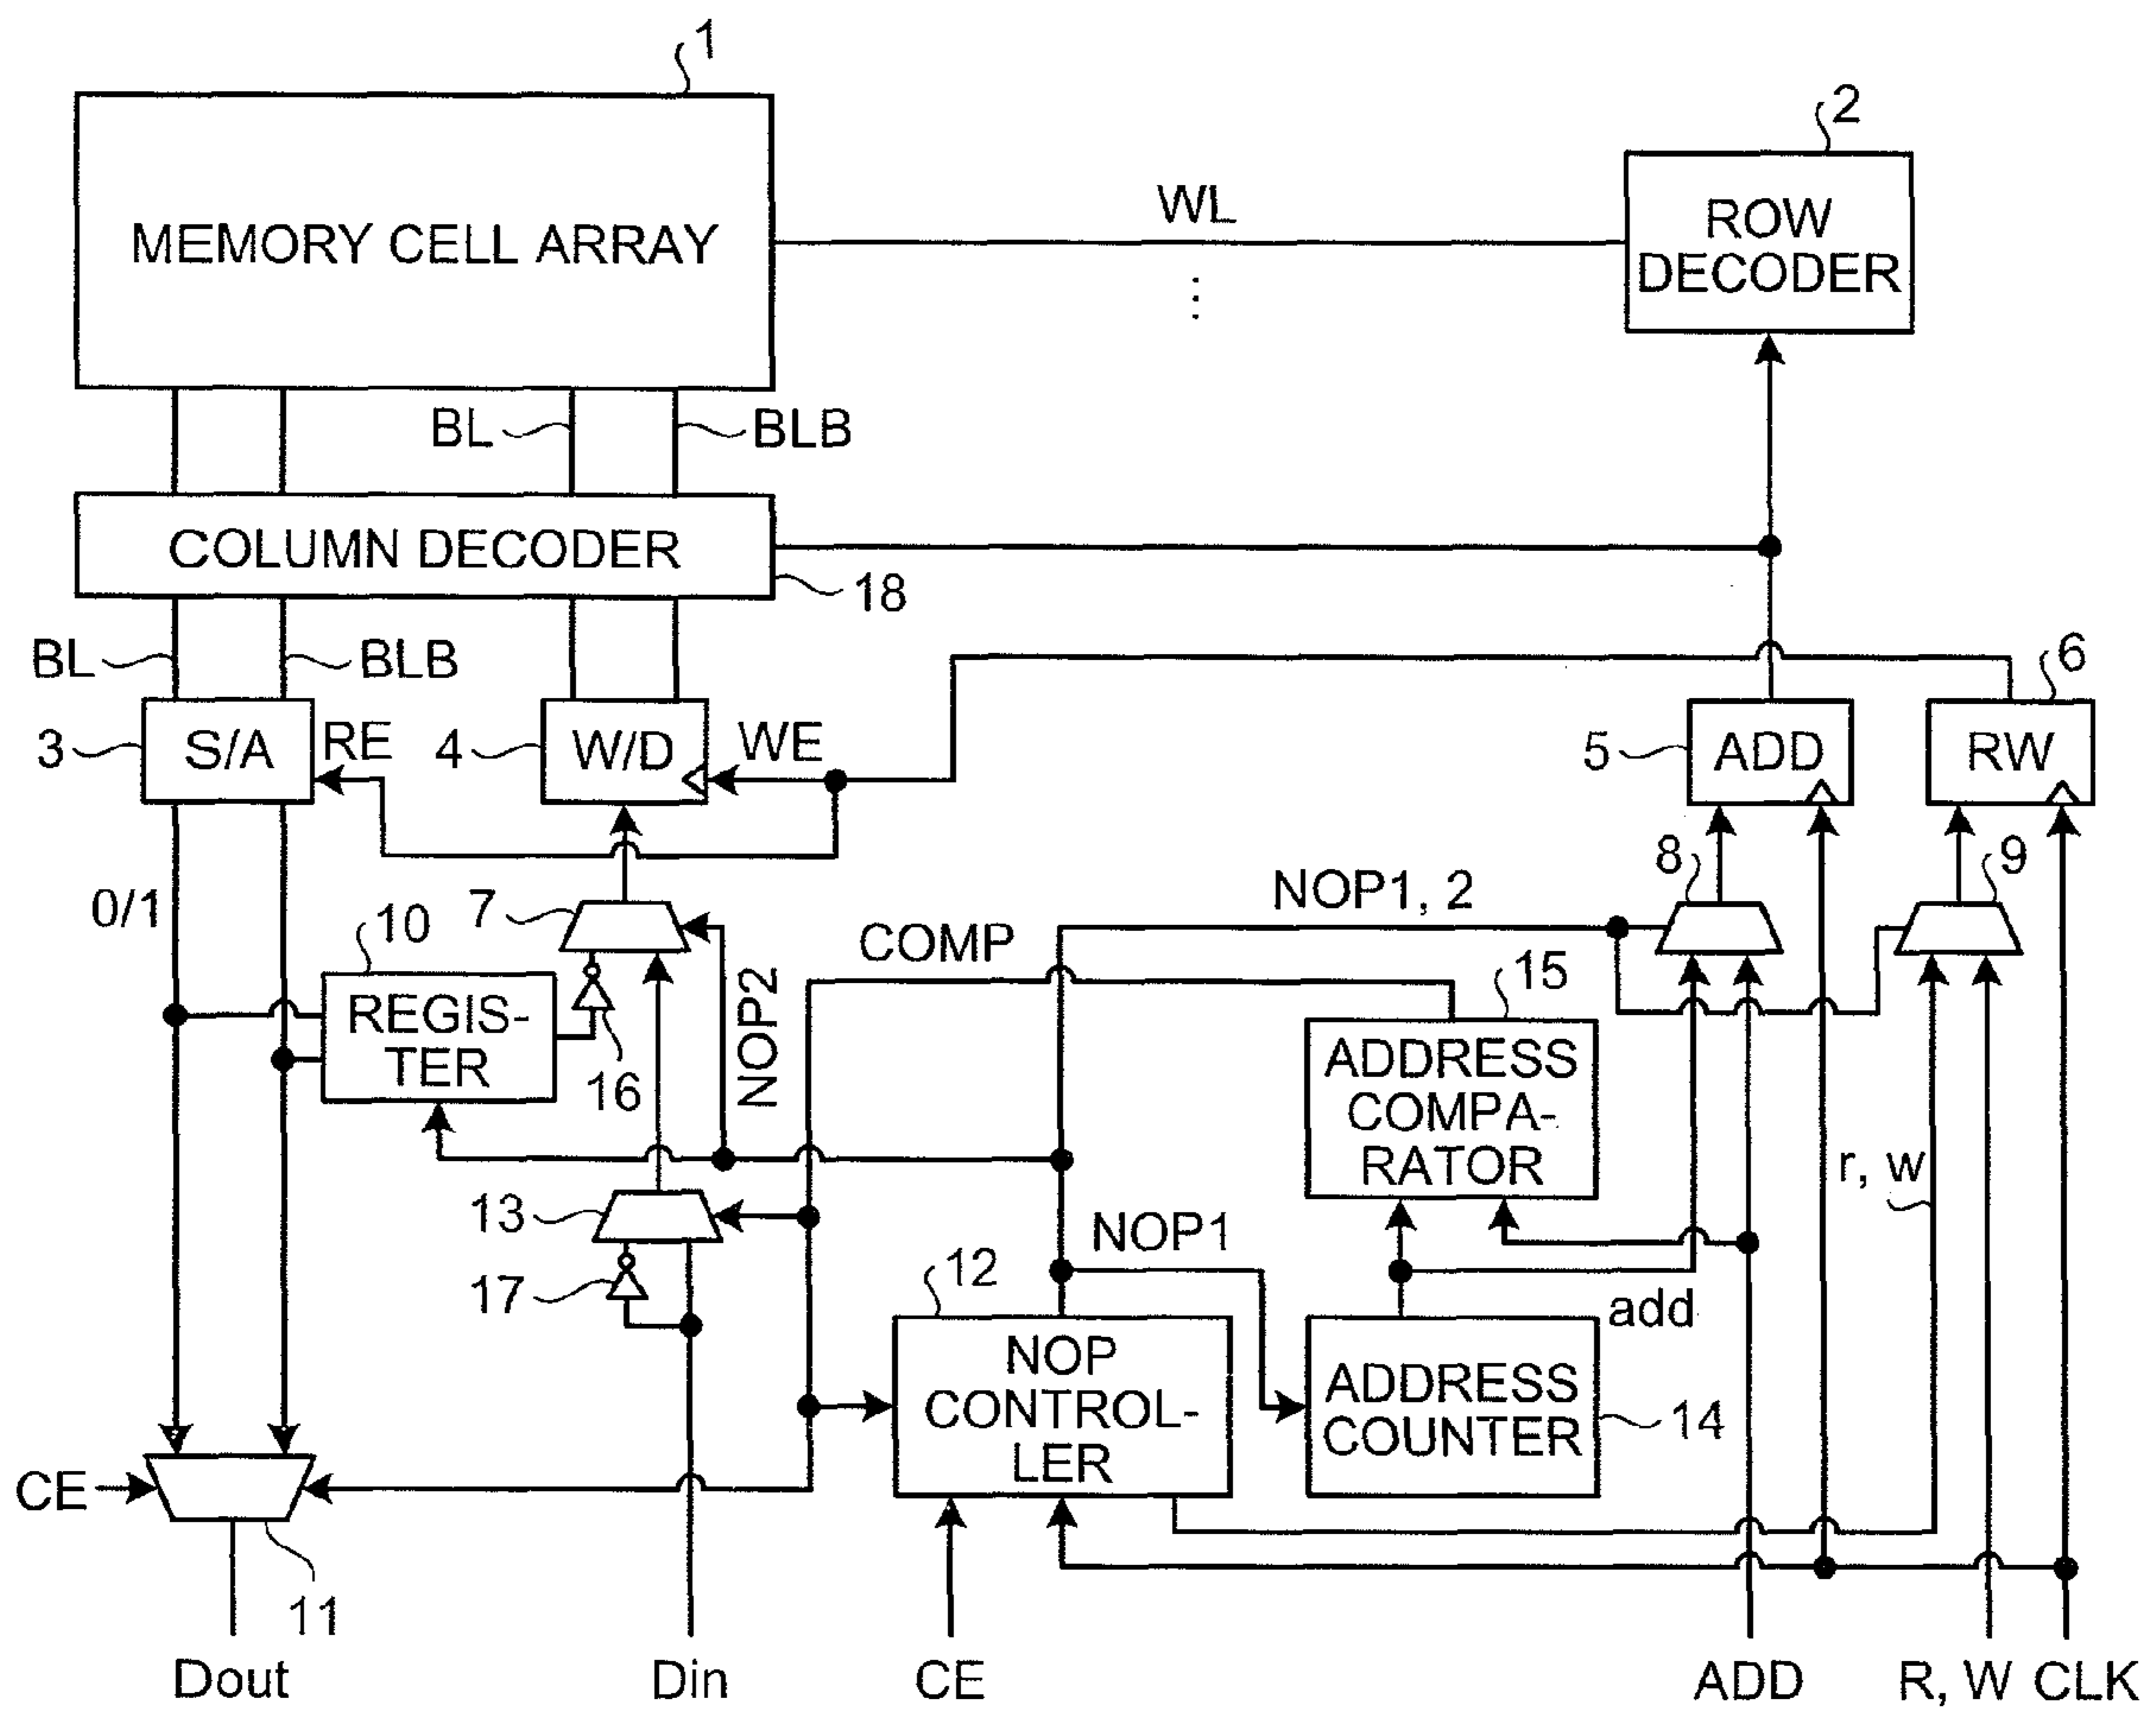 1
2
MEMORY CELL ARRAY
WL
ROW
DECODER
BL
BLB
COLUMN DECODER
18
BL
BLB
6
3
S/A
RE
4
W/D
WE
5
ADD
RW
0/1
7
8
9
NOP1, 2
10
COMP
15
REGIS-
TER
16
NOP2
ADDRESS
COMPA-
RATOR
r, w
13
NOP1
12
17
add
NOP
CONTROL-
LER
ADDRESS
COUNTER
14
CE
11
Dout
Din
CE
ADD
R, W
CLK